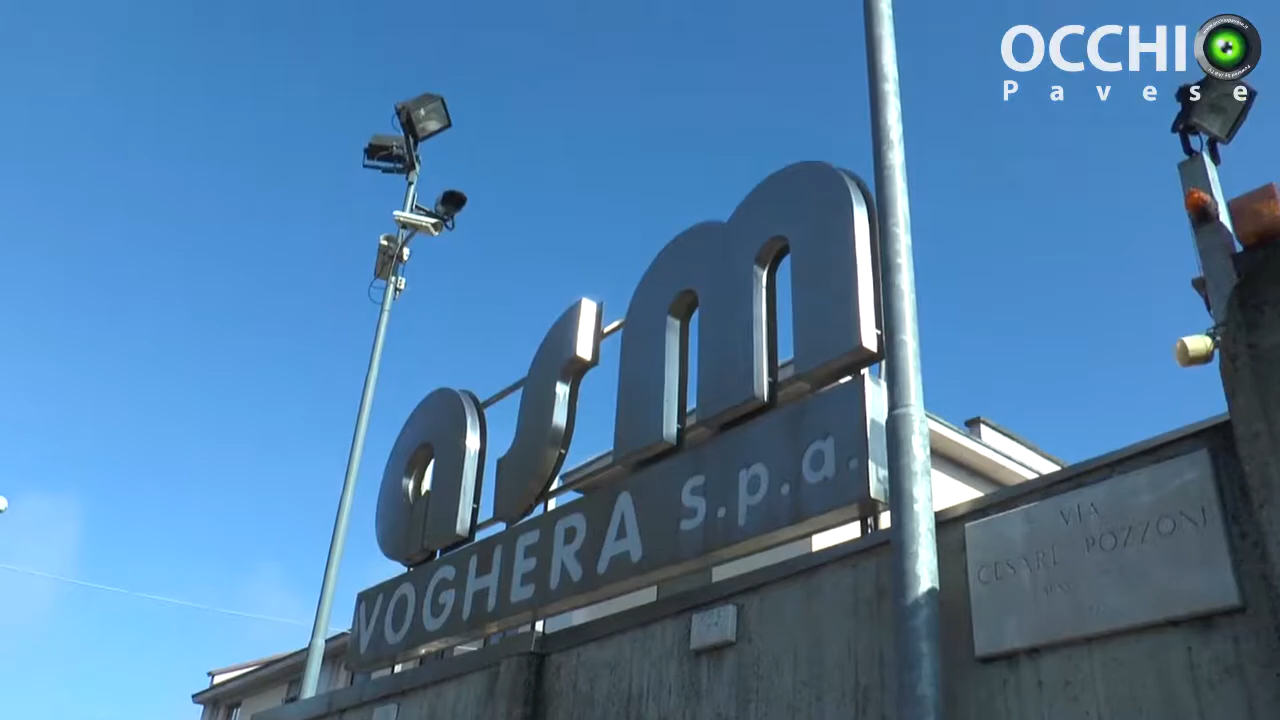 OCCHIO
Pavese
asm
VOGHERA s.p.a.
VIA
CESARE POZZONI